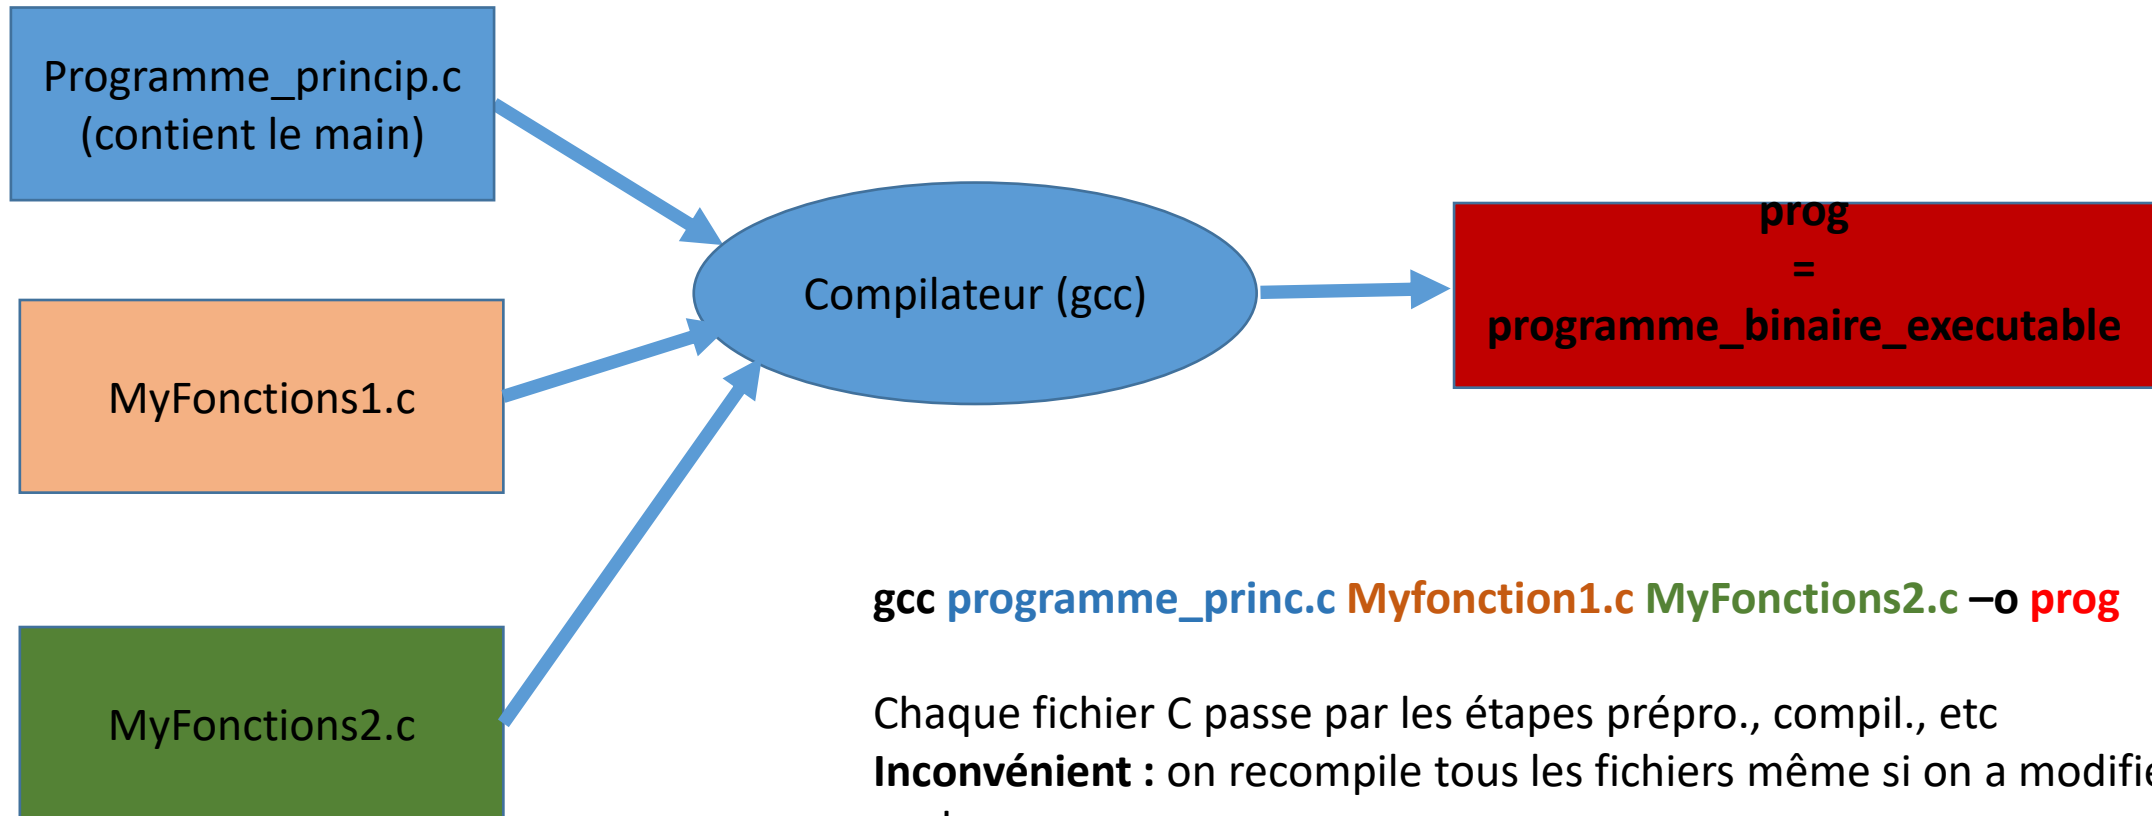 Programme_princip.c
(contient le main)
MyFonctions1.c
MyFonctions2.c
Compilateur (gcc)
prog
=
programme_binaire_executable
gcc programme_princ.c Myfonction1.c MyFonctions2.c –o prog
Chaque fichier C passe par les étapes prépro., compil., etc
Inconvénient : on recompile tous les fichiers même si on a modifié